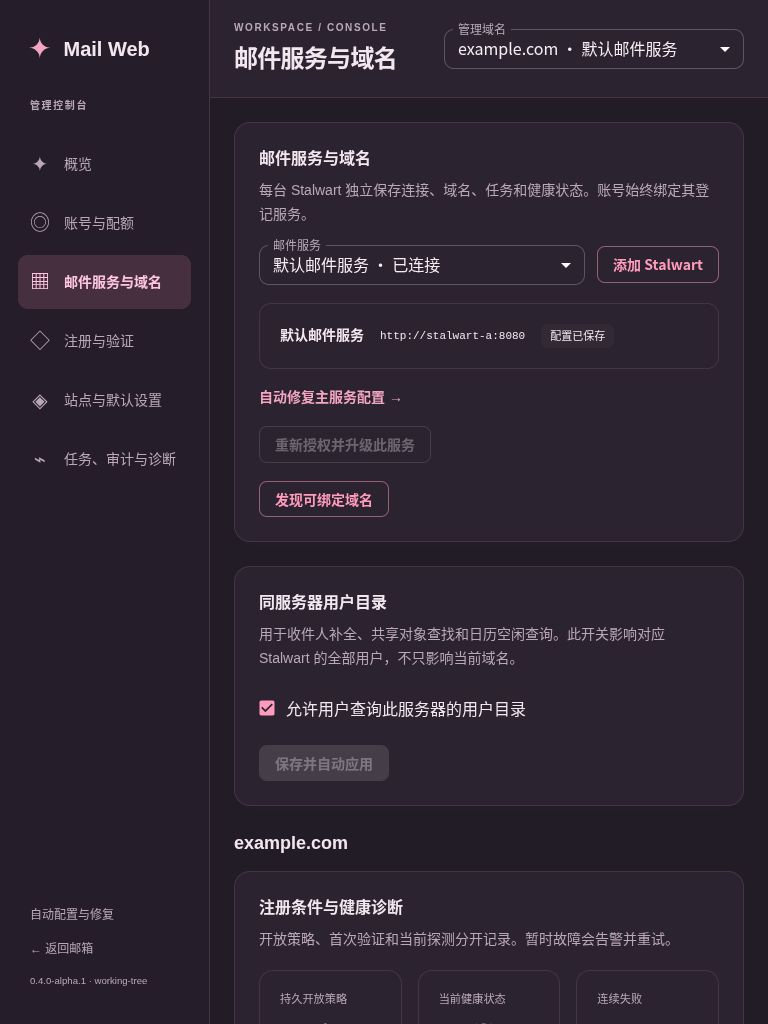 Mail Web
管理控制台
概览
账号与配额
邮件服务与域名
注册与验证
站点与默认设置
任务、审计与诊断
自动配置与修复
← 返回邮箱
0.4.0-alpha.1 · working-tree
WORKSPACE / CONSOLE
邮件服务与域名
管理域名
example.com · 默认邮件服务
邮件服务与域名
每台 Stalwart 独立保存连接、域名、任务和健康状态。账号始终绑定其登
记服务。
邮件服务
默认邮件服务 · 已连接
添加 Stalwart
默认邮件服务 http://stalwart-a:8080 配置已保存
自动修复主服务配置 →
重新授权并升级此服务
发现可绑定域名
同服务器用户目录
用于收件人补全、共享对象查找和日历空闲查询。此开关影响对应
Stalwart 的全部用户，不只影响当前域名。
允许用户查询此服务器的用户目录
保存并自动应用
example.com
注册条件与健康诊断
开放策略、首次验证和当前探测分开记录。暂时故障会告警并重试。
持久开放策略
当前健康状态
连续失败